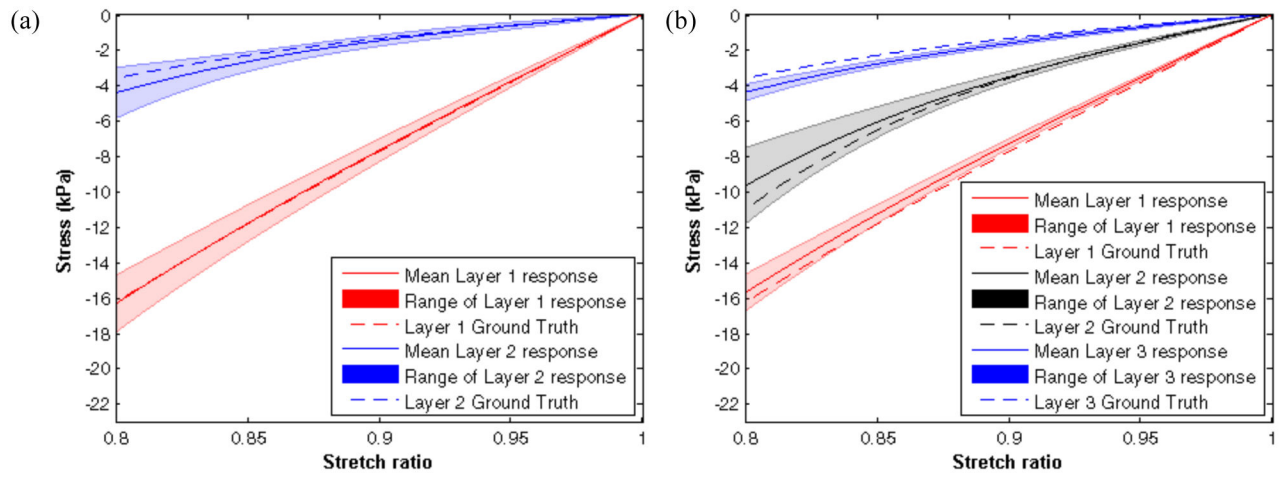 (a)
0
-2
-4
-6
-8
-10
-12
-14
-16
-18
-20
-22
Stress (kPa)
0.8
0.85
0.9
0.95
1
Stretch ratio
Mean Layer 1 response
Range of Layer 1 response
Layer 1 Ground Truth
Mean Layer 2 response
Range of Layer 2 response
Layer 2 Ground Truth
(b)
0
-2
-4
-6
-8
-10
-12
-14
-16
-18
-20
-22
Stress (kPa)
0.8
0.85
0.9
0.95
1
Stretch ratio
Mean Layer 1 response
Range of Layer 1 response
Layer 1 Ground Truth
Mean Layer 2 response
Range of Layer 2 response
Layer 2 Ground Truth
Mean Layer 3 response
Range of Layer 3 response
Layer 3 Ground Truth